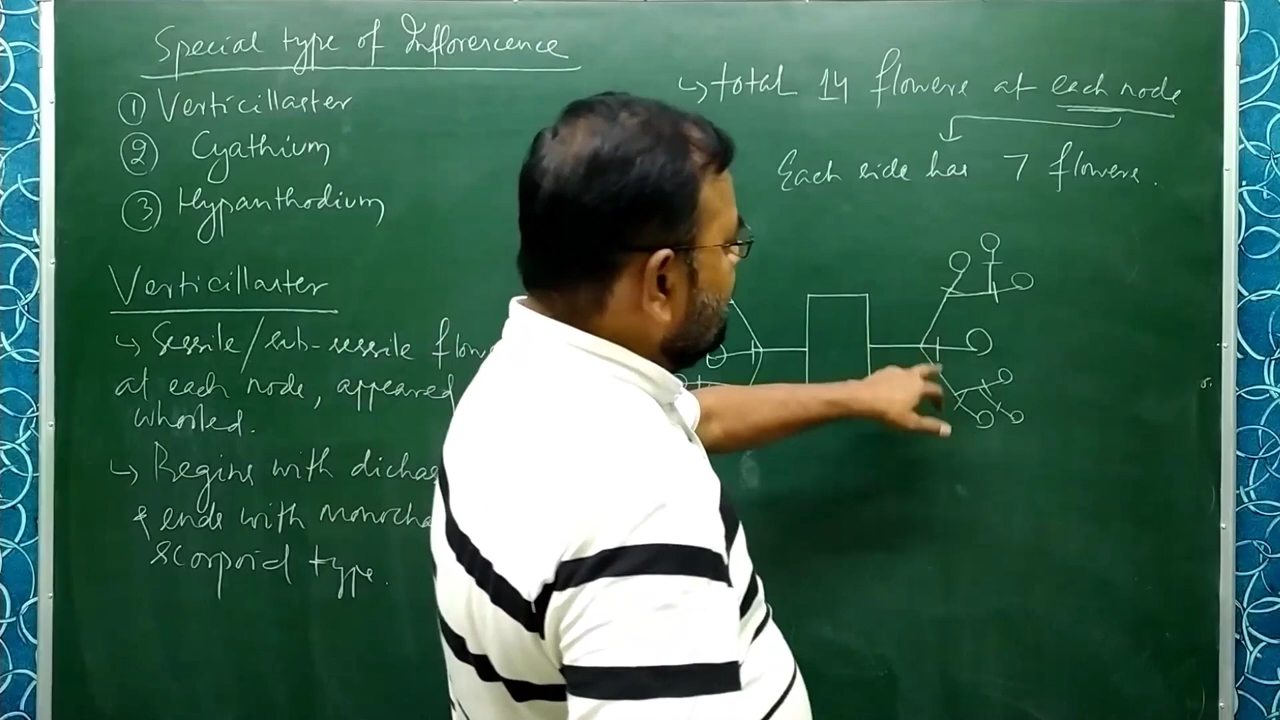 Special type of Inflorescence
① Verticillaster
② Cyathium
③ Hypanthodium
Verticillaster
↳ Sessile/sub-sessile
at each node, appeared
whorled.
↳ Begins with
& ends with
scorpoid type.
↳ total 14 flowers at each node
Each side has 7 flowers.